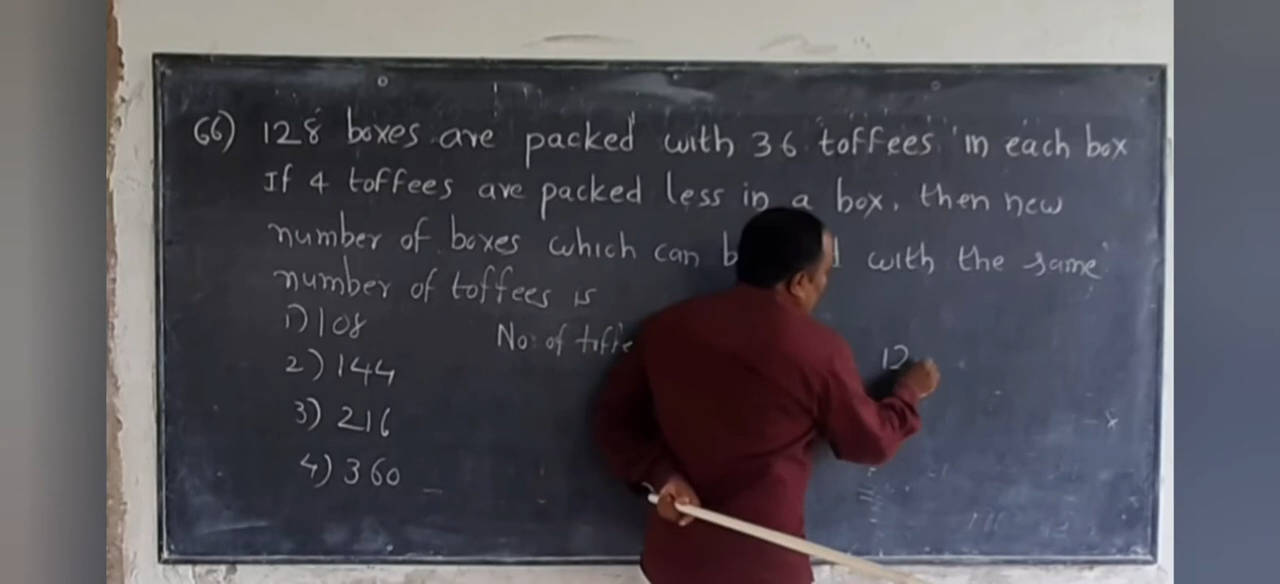 66) 128 boxes are packed with 36 toffees in each box
If 4 toffees are packed less in a box, then new
number of boxes which can b with the same
number of toffees is
1) 108
2) 144
3) 216
4) 360
No: of toffe
12